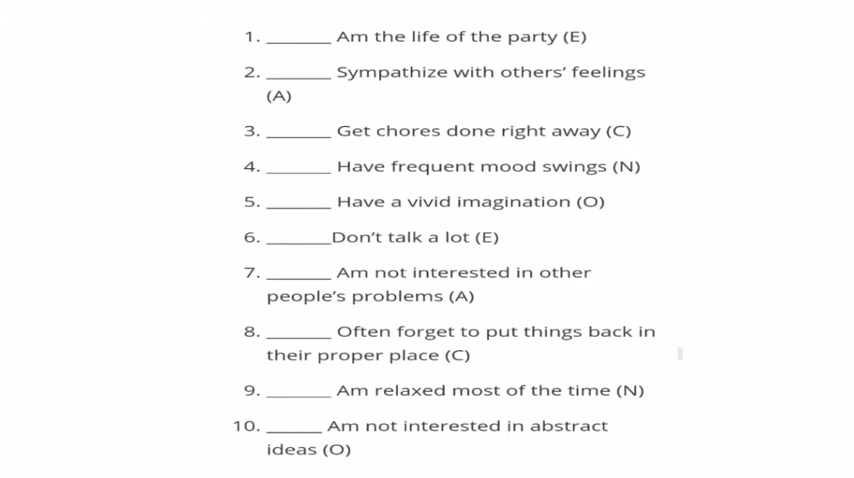 1. _______ Am the life of the party (E)
2. _______ Sympathize with others’ feelings
(A)
3. _______ Get chores done right away (C)
4. _______ Have frequent mood swings (N)
5. _______ Have a vivid imagination (O)
6. _______Don’t talk a lot (E)
7. _______ Am not interested in other
people’s problems (A)
8. _______ Often forget to put things back in
their proper place (C)
9. _______ Am relaxed most of the time (N)
10. ______ Am not interested in abstract
ideas (O)